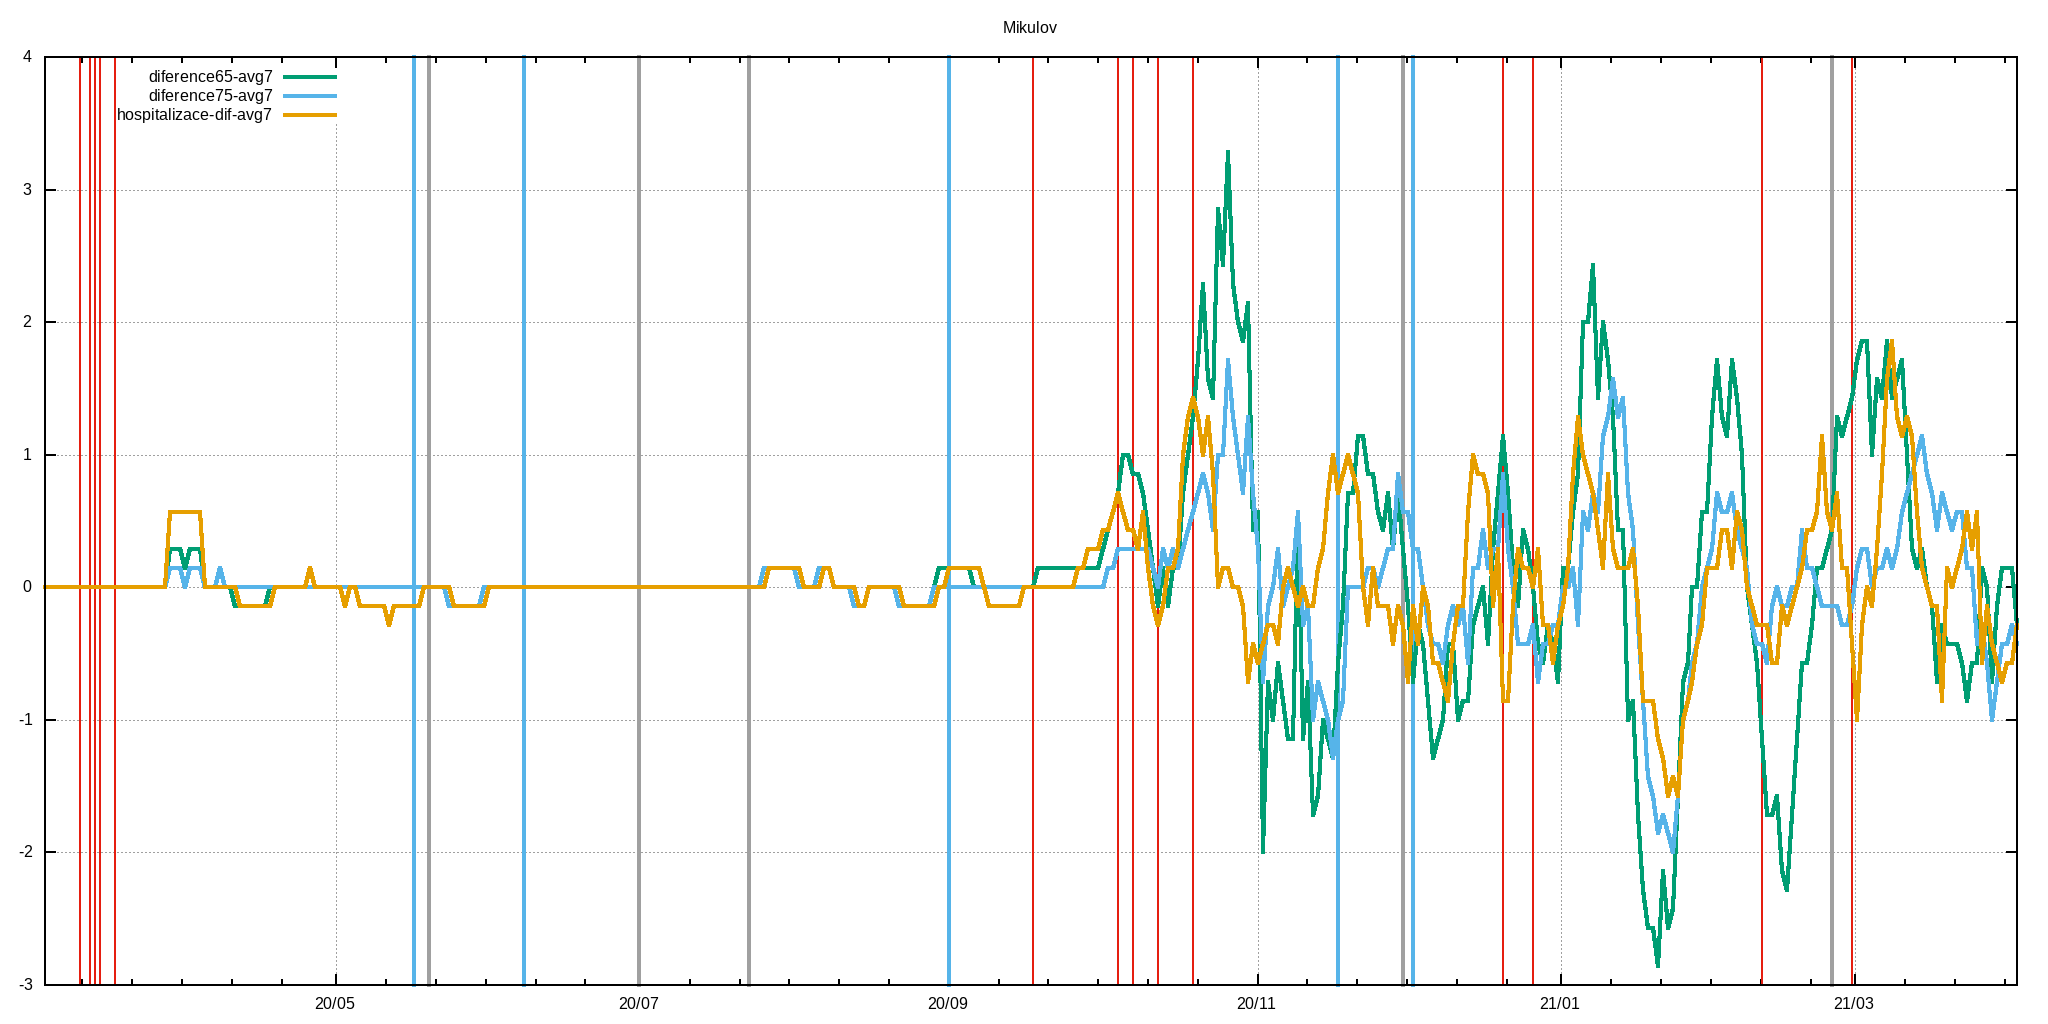 Mikulov
4
diference65-avg7
diference75-avg7
hospitalizace-dif-avg7
3
2
1
0
-1
-2
-3
20/05 20/07 20/09 20/11 21/01 21/03